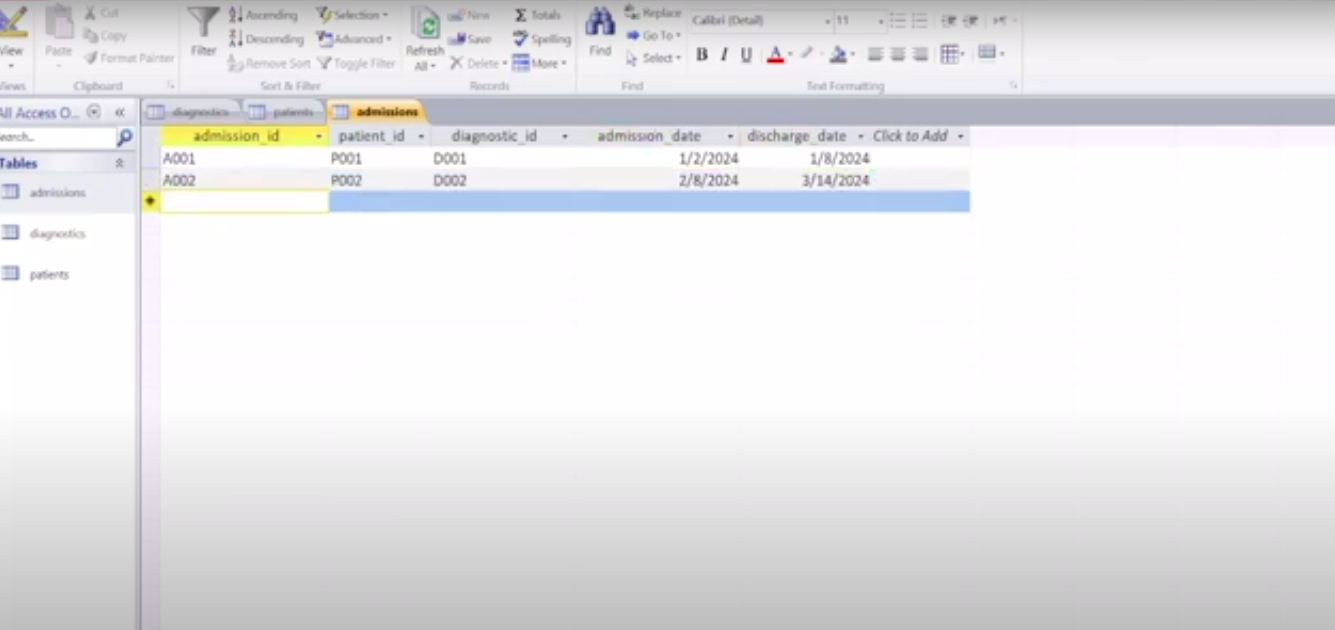 Cut
Ascending
Selection
New
Totals
Replace
Calibri (Detail)
11
Copy
Descending
Advanced
Save
Spelling
Go To
View
Paste
Format Painter
Filter
Remove Sort
Toggle Filter
Refresh All
Delete
More
Find
Select
B I U A
Views
Clipboard
Sort & Filter
Records
Find
Text Formatting
All Access O...
diagnostics
patients
admissions
Search...
admission_id
patient_id
diagnostic_id
admission_date
discharge_date
Click to Add
Tables
A001 P001 D001 1/2/2024 1/8/2024
A002 P002 D002 2/8/2024 3/14/2024
admissions
diagnostics
patients